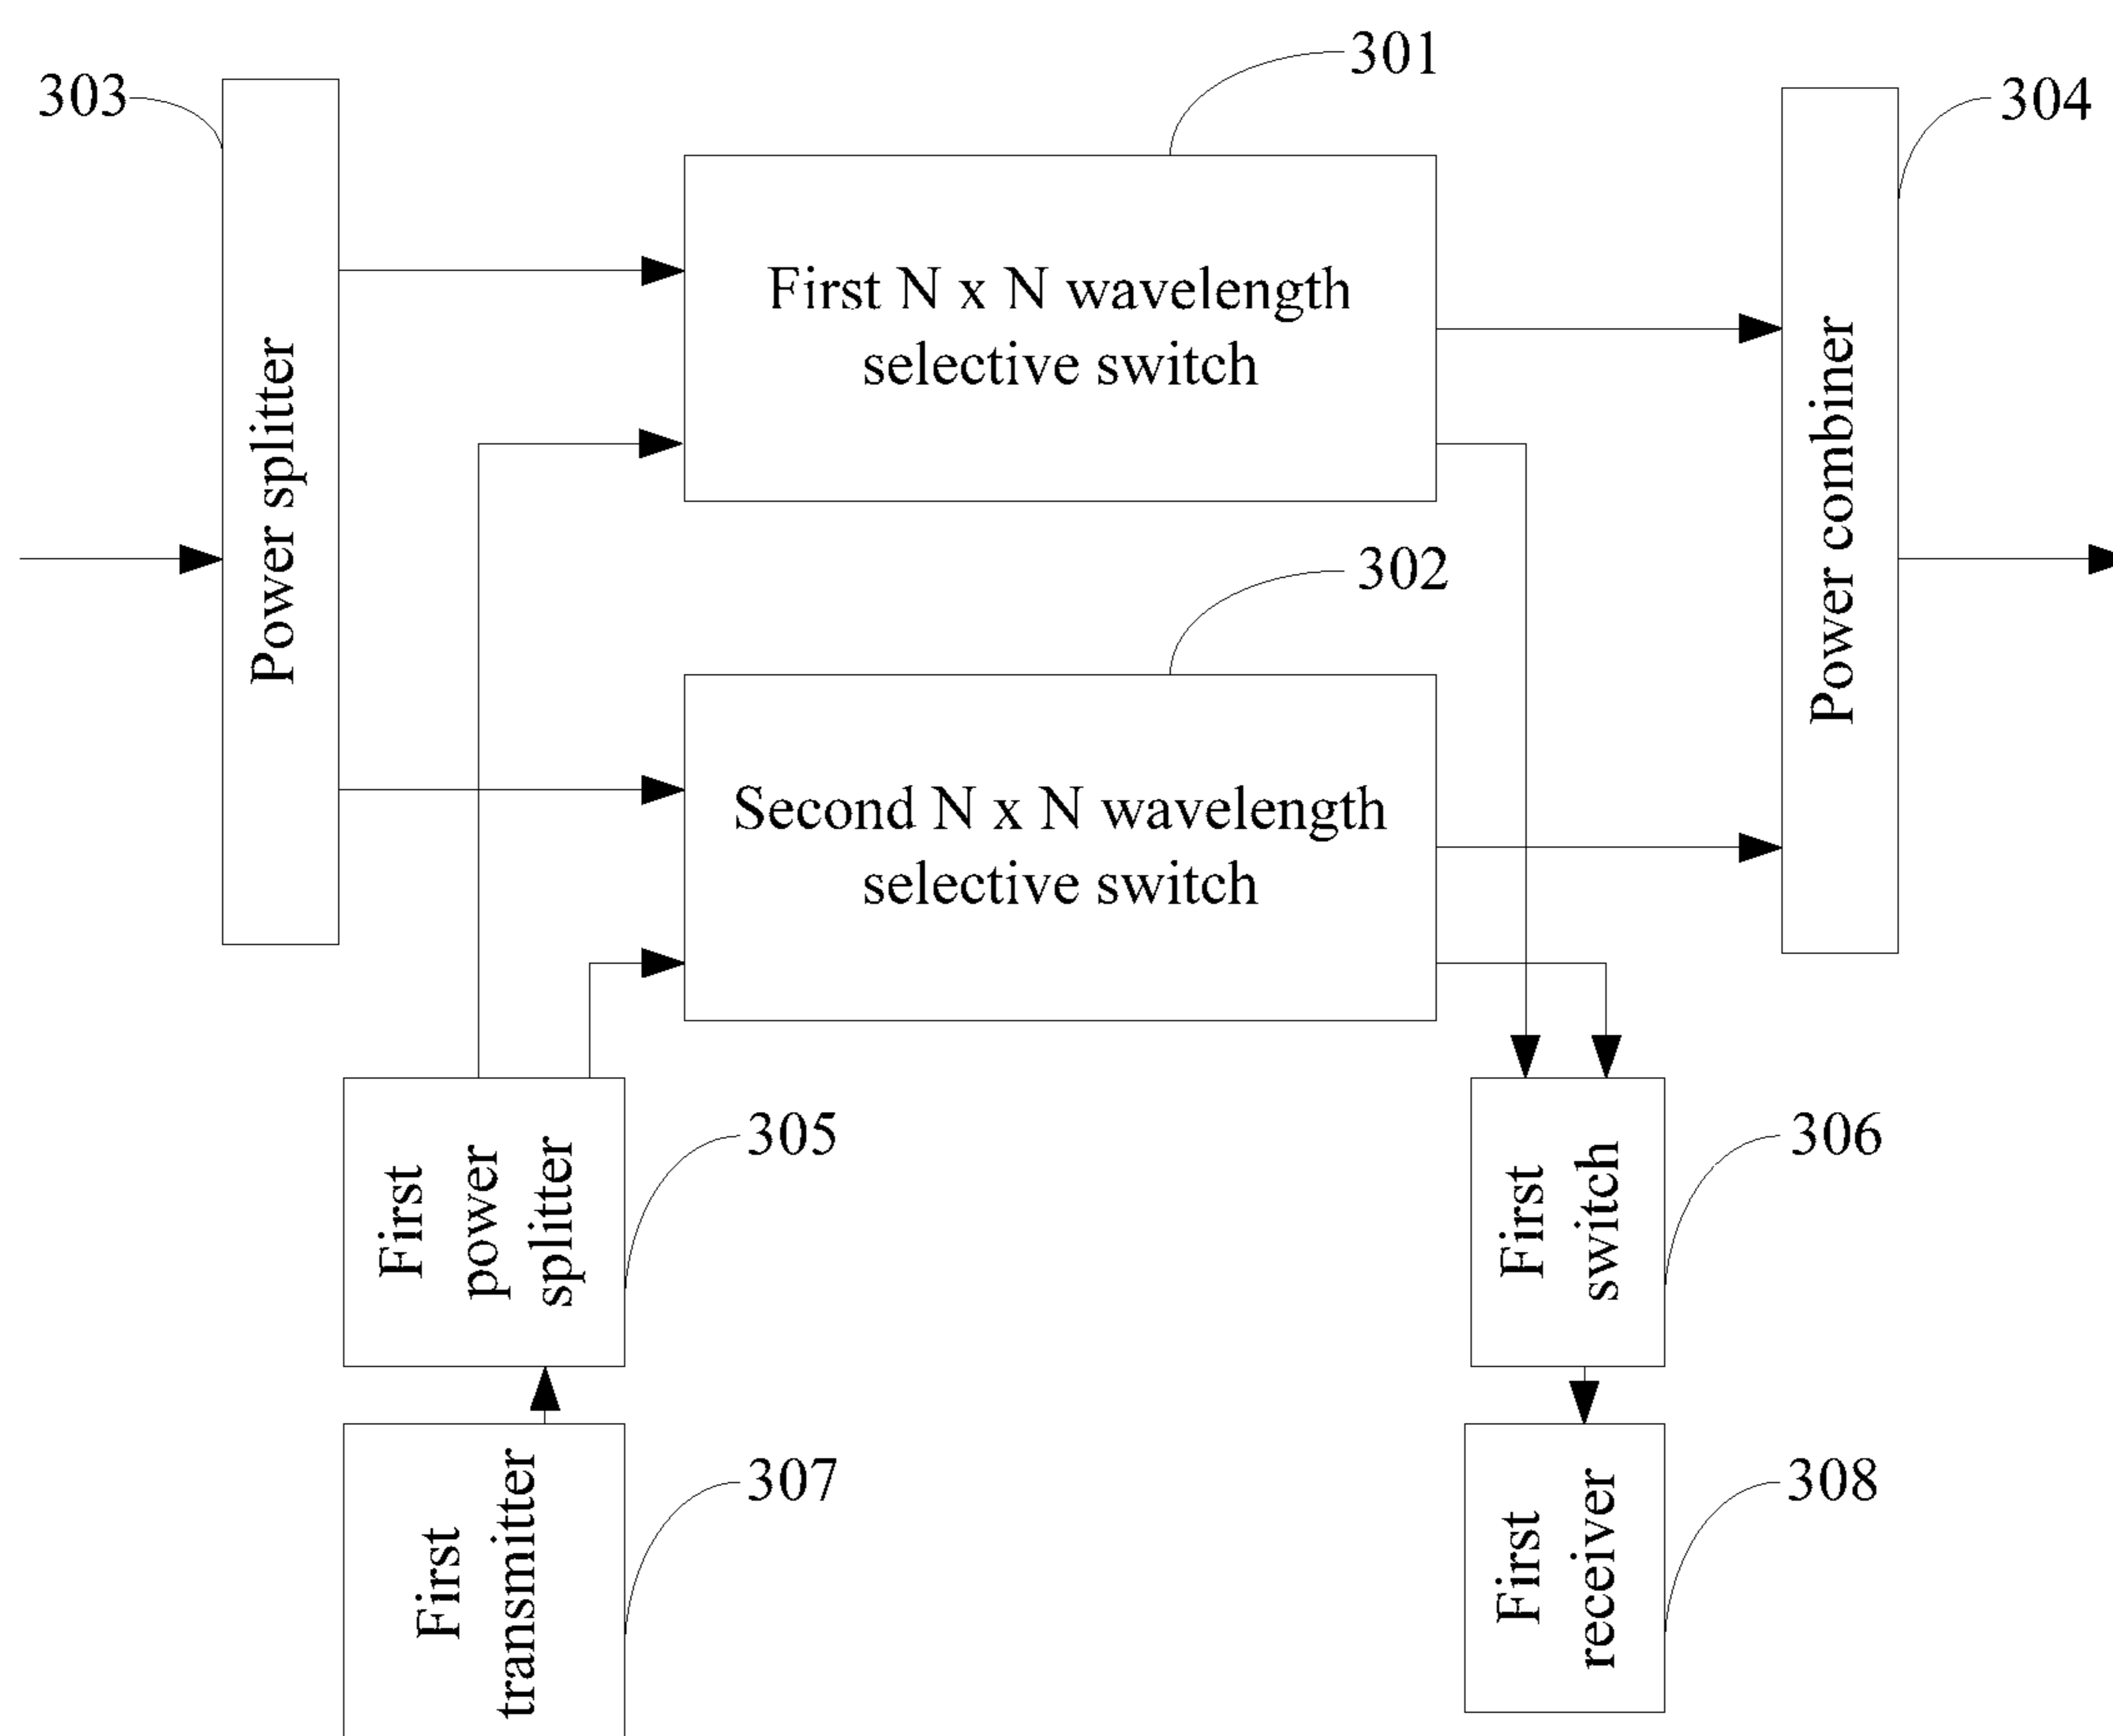 301
303
304
First N x N wavelength
selective switch
Power splitter
Power combiner
302
Second N x N wavelength
selective switch
305
306
First
power
splitter
First
switch
307
308
First
transmitter
First
receiver